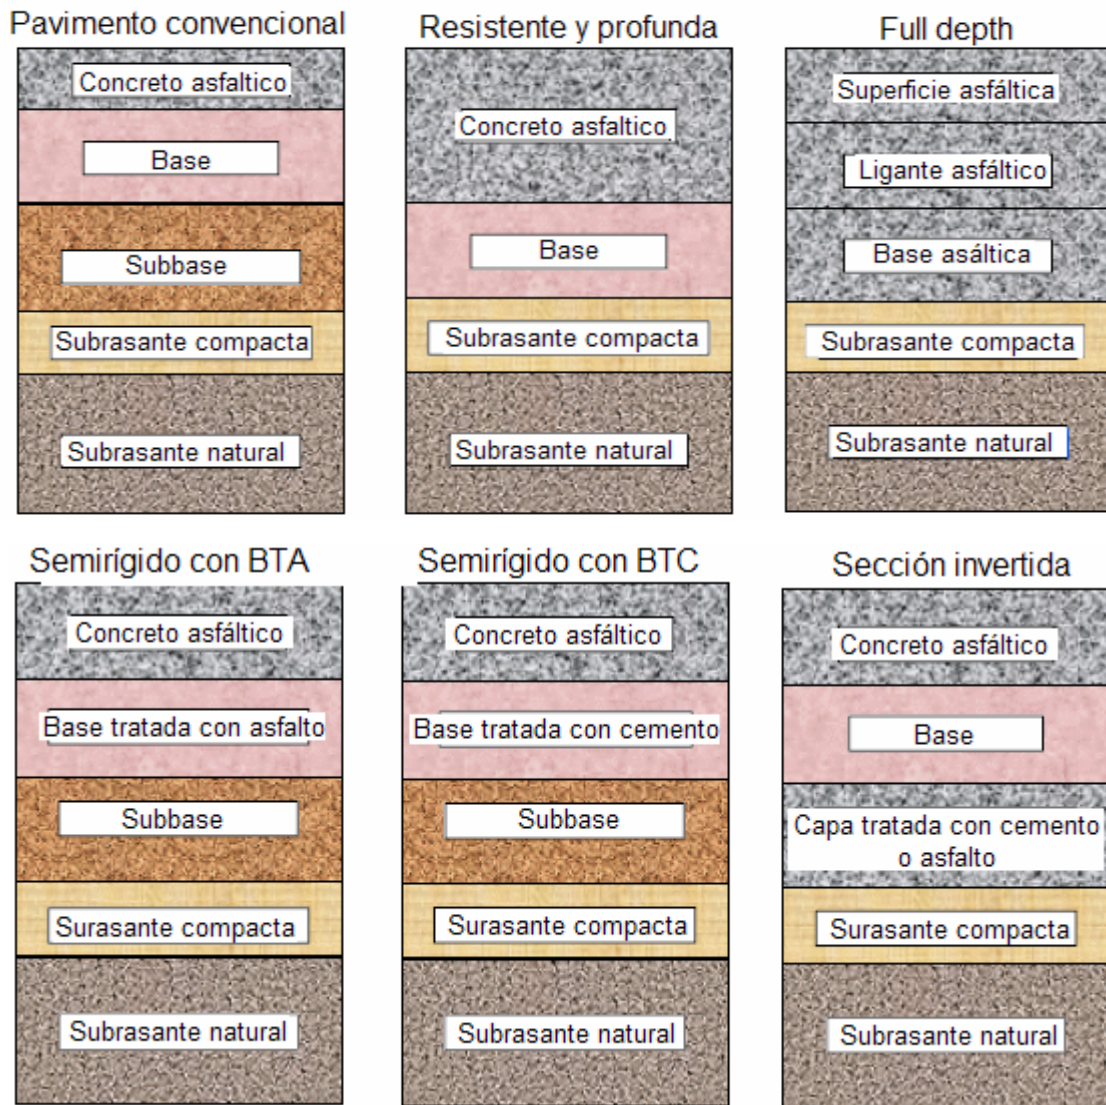 Pavimento convencional
Concreto asfaltico
Base
Subbase
Subrasante compacta
Subrasante natural
Resistente y profunda
Concreto asfaltico
Base
Subrasante compacta
Subrasante natural
Full depth
Superficie asfáltica
Ligante asfáltico
Base asáltica
Subrasante compacta
Subrasante natural
Semirígido con BTA
Concreto asfáltico
Base tratada con asfalto
Subbase
Surasante compacta
Subrasante natural
Semirígido con BTC
Concreto asfáltico
Base tratada con cemento
Subbase
Surasante compacta
Subrasante natural
Sección invertida
Concreto asfáltico
Base
Capa tratada con cemento
o asfalto
Surasante compacta
Subrasante natural